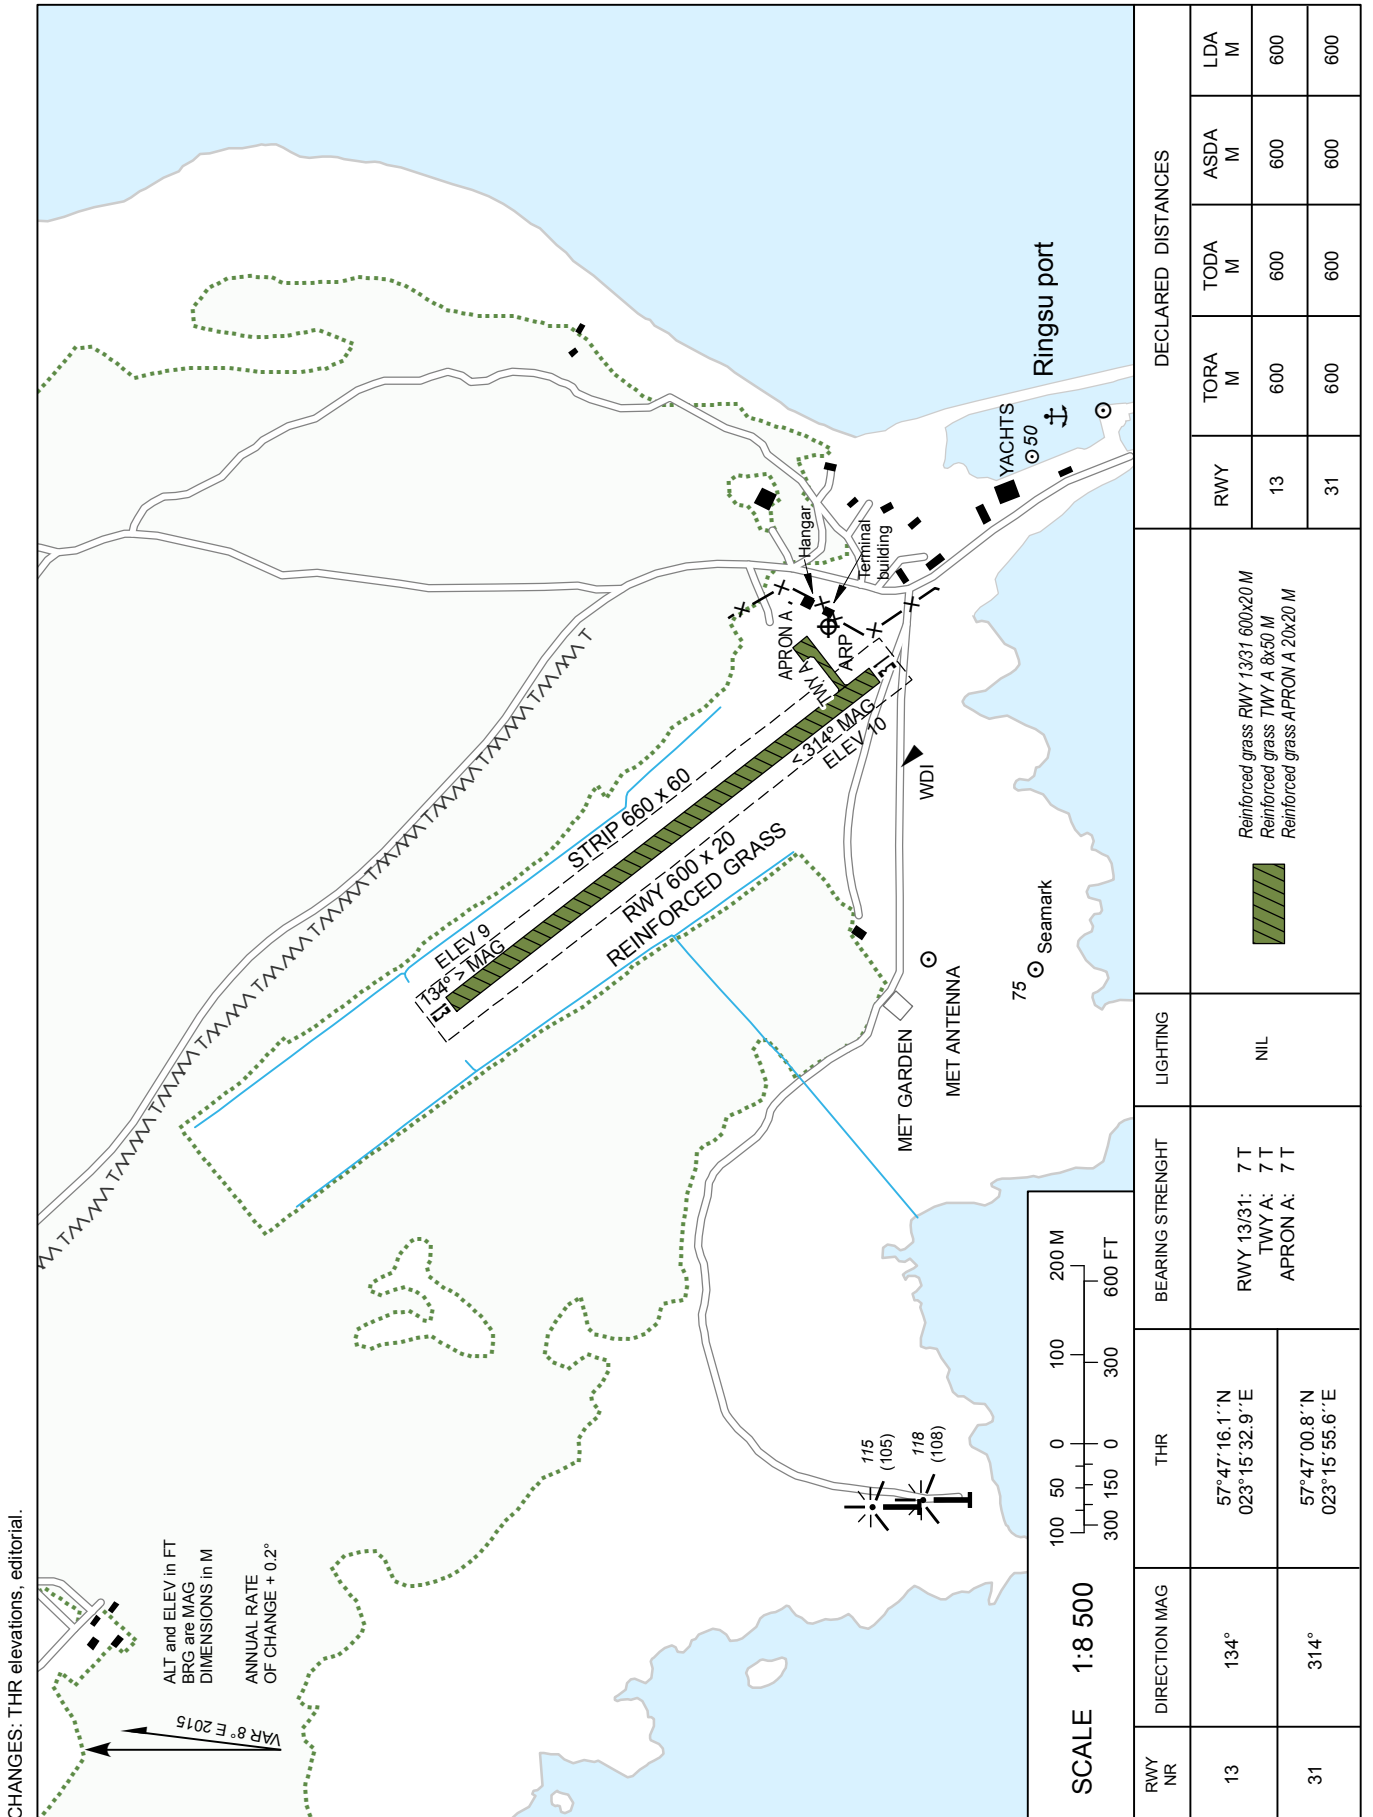 CHANGES: THR elevations, editorial.
ALT and ELEV in FT
BRG are MAG
DIMENSIONS in M
ANNUAL RATE
OF CHANGE + 0.2°
VAR 8° E 2015
ELEV 9
134° > MAG
13
STRIP 660 x 60
RWY 600 x 20
REINFORCED GRASS
< 314° MAG
ELEV 10
31
TWY A
APRON A
ARP
Hangar
Terminal
building
WDI
MET GARDEN
MET ANTENNA
75
Seamark
YACHTS
50
Ringsu port
115
(105)
118
(108)
SCALE 1:8 500
100 50 0 100 200 M
300 150 0 300 600 FT
RWY
NR
DIRECTION MAG
THR
BEARING STRENGHT
LIGHTING
DECLARED DISTANCES
RWY
TORA
M
TODA
M
ASDA
M
LDA
M
13
134°
57°47´16.1´´N
023°15´32.9´´E
31
314°
57°47´00.8´´N
023°15´55.6´´E
RWY 13/31: 7 T
TWY A: 7 T
APRON A: 7 T
NIL
Reinforced grass RWY 13/31 600x20 M
Reinforced grass TWY A 8x50 M
Reinforced grass APRON A 20x20 M
13 600 600 600 600
31 600 600 600 600